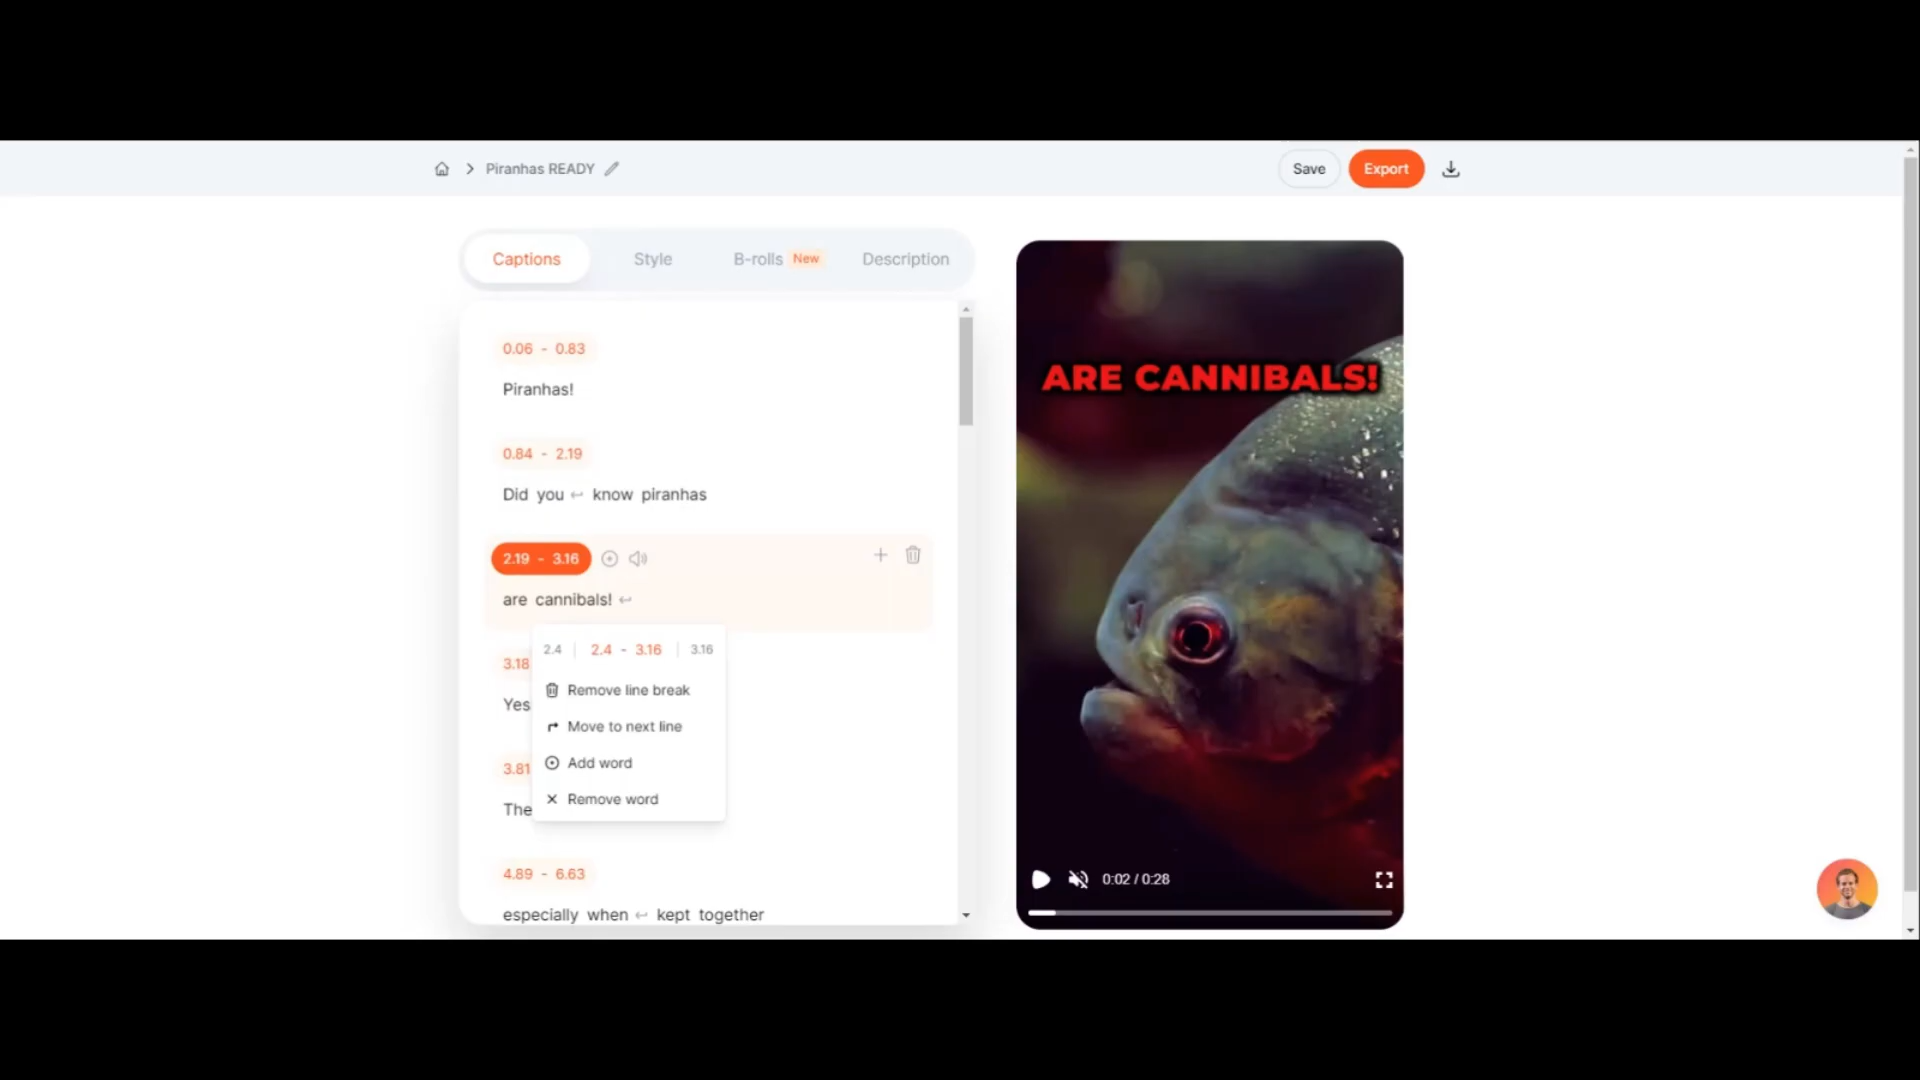 Piranhas READY
Save
Export
Captions
Style
B-rolls New
Description
0.06 - 0.83
Piranhas!
0.84 - 2.19
Did you ↩ know piranhas
2.19 - 3.16
are cannibals! ↩
2.4 | 2.4 - 3.16 | 3.16
3.18
Remove line break
Yes
Move to next line
3.81
Add word
The
Remove word
4.89 - 6.63
especially when ↩ kept together
ARE CANNIBALS!
0:02 / 0:28